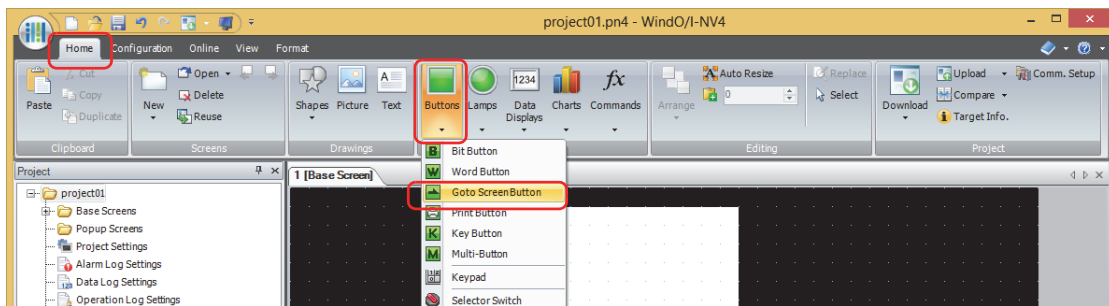 project01.pn4 - WindO/I-NV4
Home Configuration Online View Format
Cut
Copy
Duplicate
Paste
Clipboard
New
Open
Delete
Reuse
Screens
Shapes Picture Text
Drawings
Buttons Lamps Data Displays Charts Commands
1234
fx
Arrange
Auto Resize
0
Replace
Select
Editing
Download
Upload
Compare
Target Info.
Comm. Setup
Project
Project
project01
Base Screens
Popup Screens
Project Settings
Alarm Log Settings
Data Log Settings
Operation Log Settings
1 [Base Screen]
B Bit Button
W Word Button
Goto Screen Button
Print Button
K Key Button
M Multi-Button
Keypad
Selector Switch